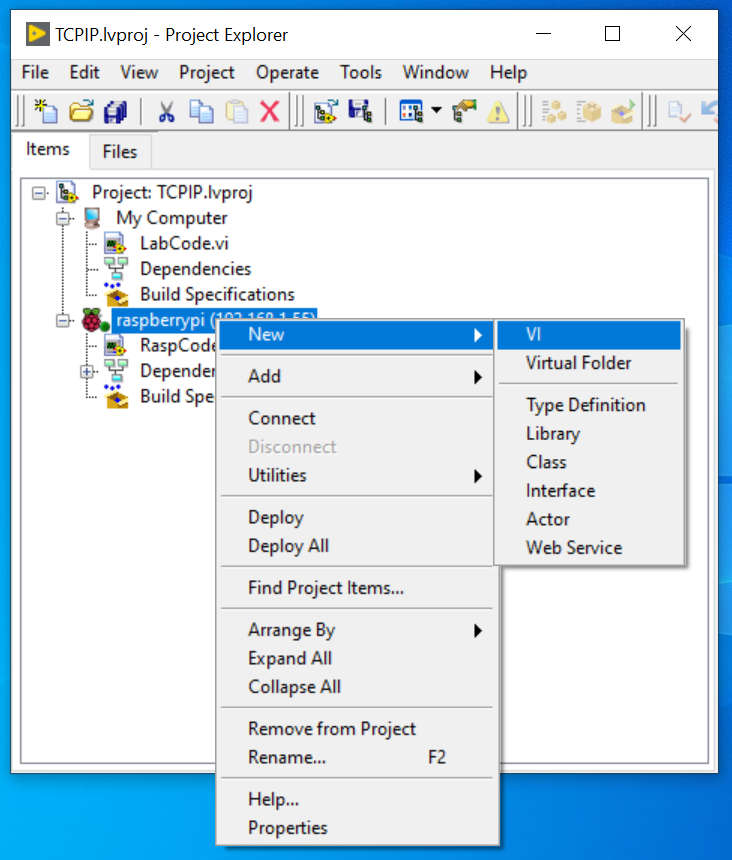 TCPIP.lvproj - Project Explorer
File Edit View Project Operate Tools Window Help
Items Files
Project: TCPIP.lvproj
My Computer
LabCode.vi
Dependencies
Build Specifications
raspberrypi (192.168.1.55)
RaspCode
Depender
Build Spe
New
Add
Connect
Disconnect
Utilities
Deploy
Deploy All
Find Project Items...
Arrange By
Expand All
Collapse All
Remove from Project
Rename... F2
Help...
Properties
VI
Virtual Folder
Type Definition
Library
Class
Interface
Actor
Web Service